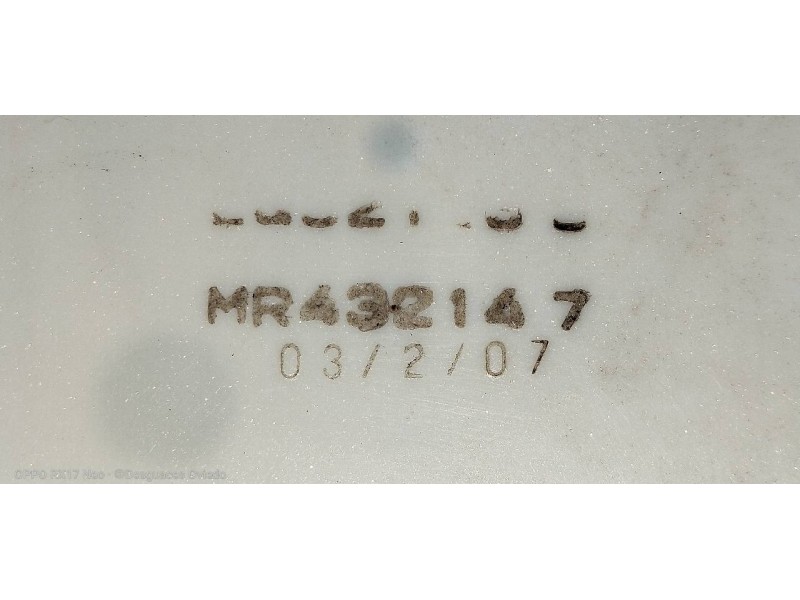 MR432147
03/2/07
OPPO RX17 Neo · ©Desguaces Oviedo